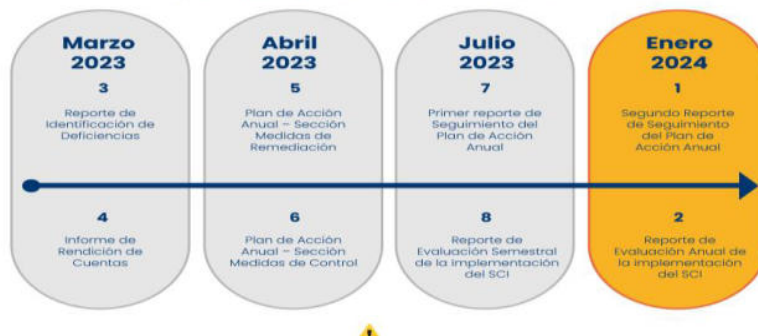 Marzo
2023
3
Reporte de
Identificación de
Deficiencias
4
Informe de
Rendición de
Cuentas
Abril
2023
5
Plan de Acción
Anual – Sección
Medidas de
Remediación
6
Plan de Acción
Anual – Sección
Medidas de Control
Julio
2023
7
Primer reporte de
Seguimiento del
Plan de Acción
Anual
8
Reporte de
Evaluación Semestral
de la implementación
del SCI
Enero
2024
1
Segundo Reporte
de Seguimiento
del Plan de
Acción Anual
2
Reporte de
Evaluación Anual de
la implementación
del SCI